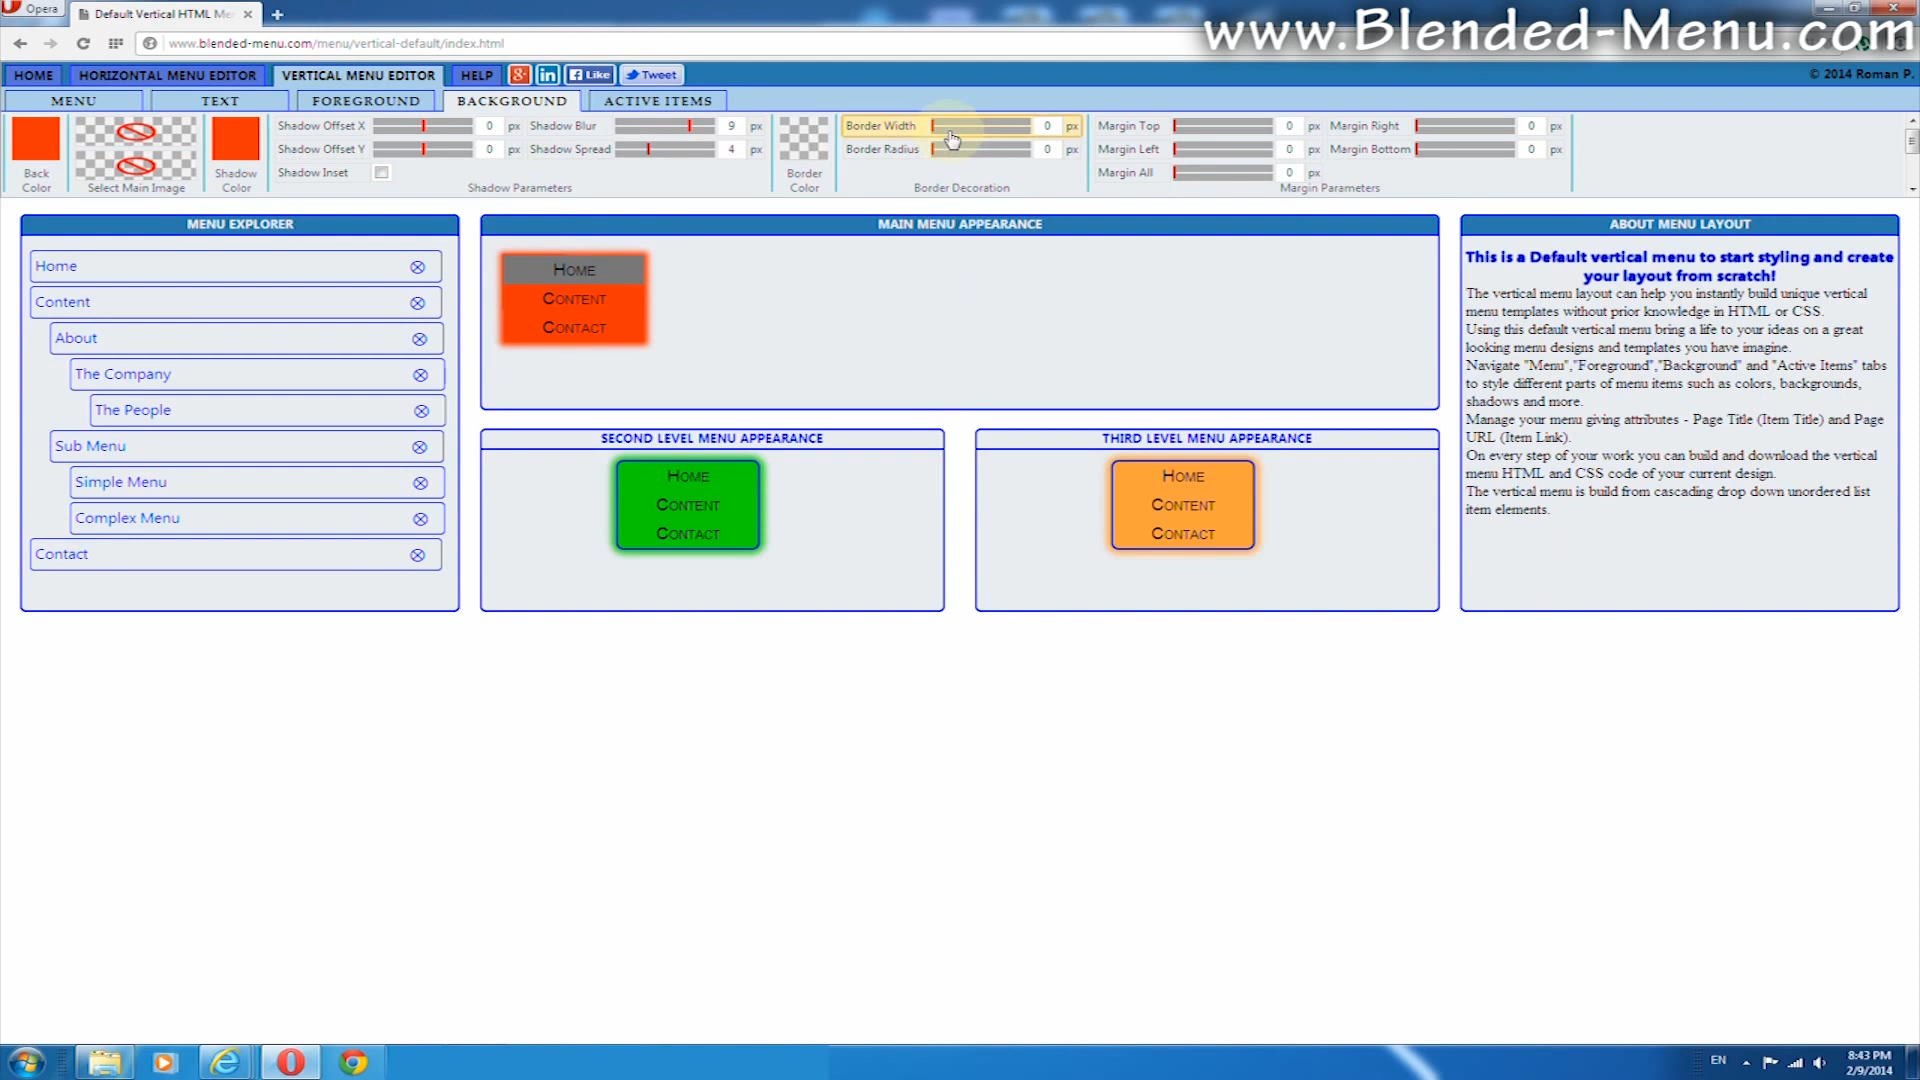 Opera
Default Vertical HTML Me
www.Blended-Menu.com
www.blended-menu.com/menu/vertical-default/index.html
HOME
HORIZONTAL MENU EDITOR
VERTICAL MENU EDITOR
HELP
Like
Tweet
© 2014 Roman P.
MENU
TEXT
FOREGROUND
BACKGROUND
ACTIVE ITEMS
Back
Color
Select Main Image
Shadow
Color
Shadow Offset X 0 px
Shadow Blur 9 px
Shadow Offset Y 0 px
Shadow Spread 4 px
Shadow Inset
Shadow Parameters
Border
Color
Border Width 0 px
Border Radius 0 px
Border Decoration
Margin Top 0 px
Margin Right 0 px
Margin Left 0 px
Margin Bottom 0 px
Margin All 0 px
Margin Parameters
MENU EXPLORER
Home
Content
About
The Company
The People
Sub Menu
Simple Menu
Complex Menu
Contact
MAIN MENU APPEARANCE
Home
Content
Contact
SECOND LEVEL MENU APPEARANCE
Home
Content
Contact
THIRD LEVEL MENU APPEARANCE
Home
Content
Contact
ABOUT MENU LAYOUT
This is a Default vertical menu to start styling and create
your layout from scratch!
The vertical menu layout can help you instantly build unique vertical
menu templates without prior knowledge in HTML or CSS.
Using this default vertical menu bring a life to your ideas on a great
looking menu designs and templates you have imagine.
Navigate "Menu","Foreground","Background" and "Active Items" tabs
to style different parts of menu items such as colors, backgrounds,
shadows and more.
Manage your menu giving attributes - Page Title (Item Title) and Page
URL (Item Link).
On every step of your work you can build and download the vertical
menu HTML and CSS code of your current design.
The vertical menu is build from cascading drop down unordered list
item elements.
EN
8:43 PM
2/9/2014